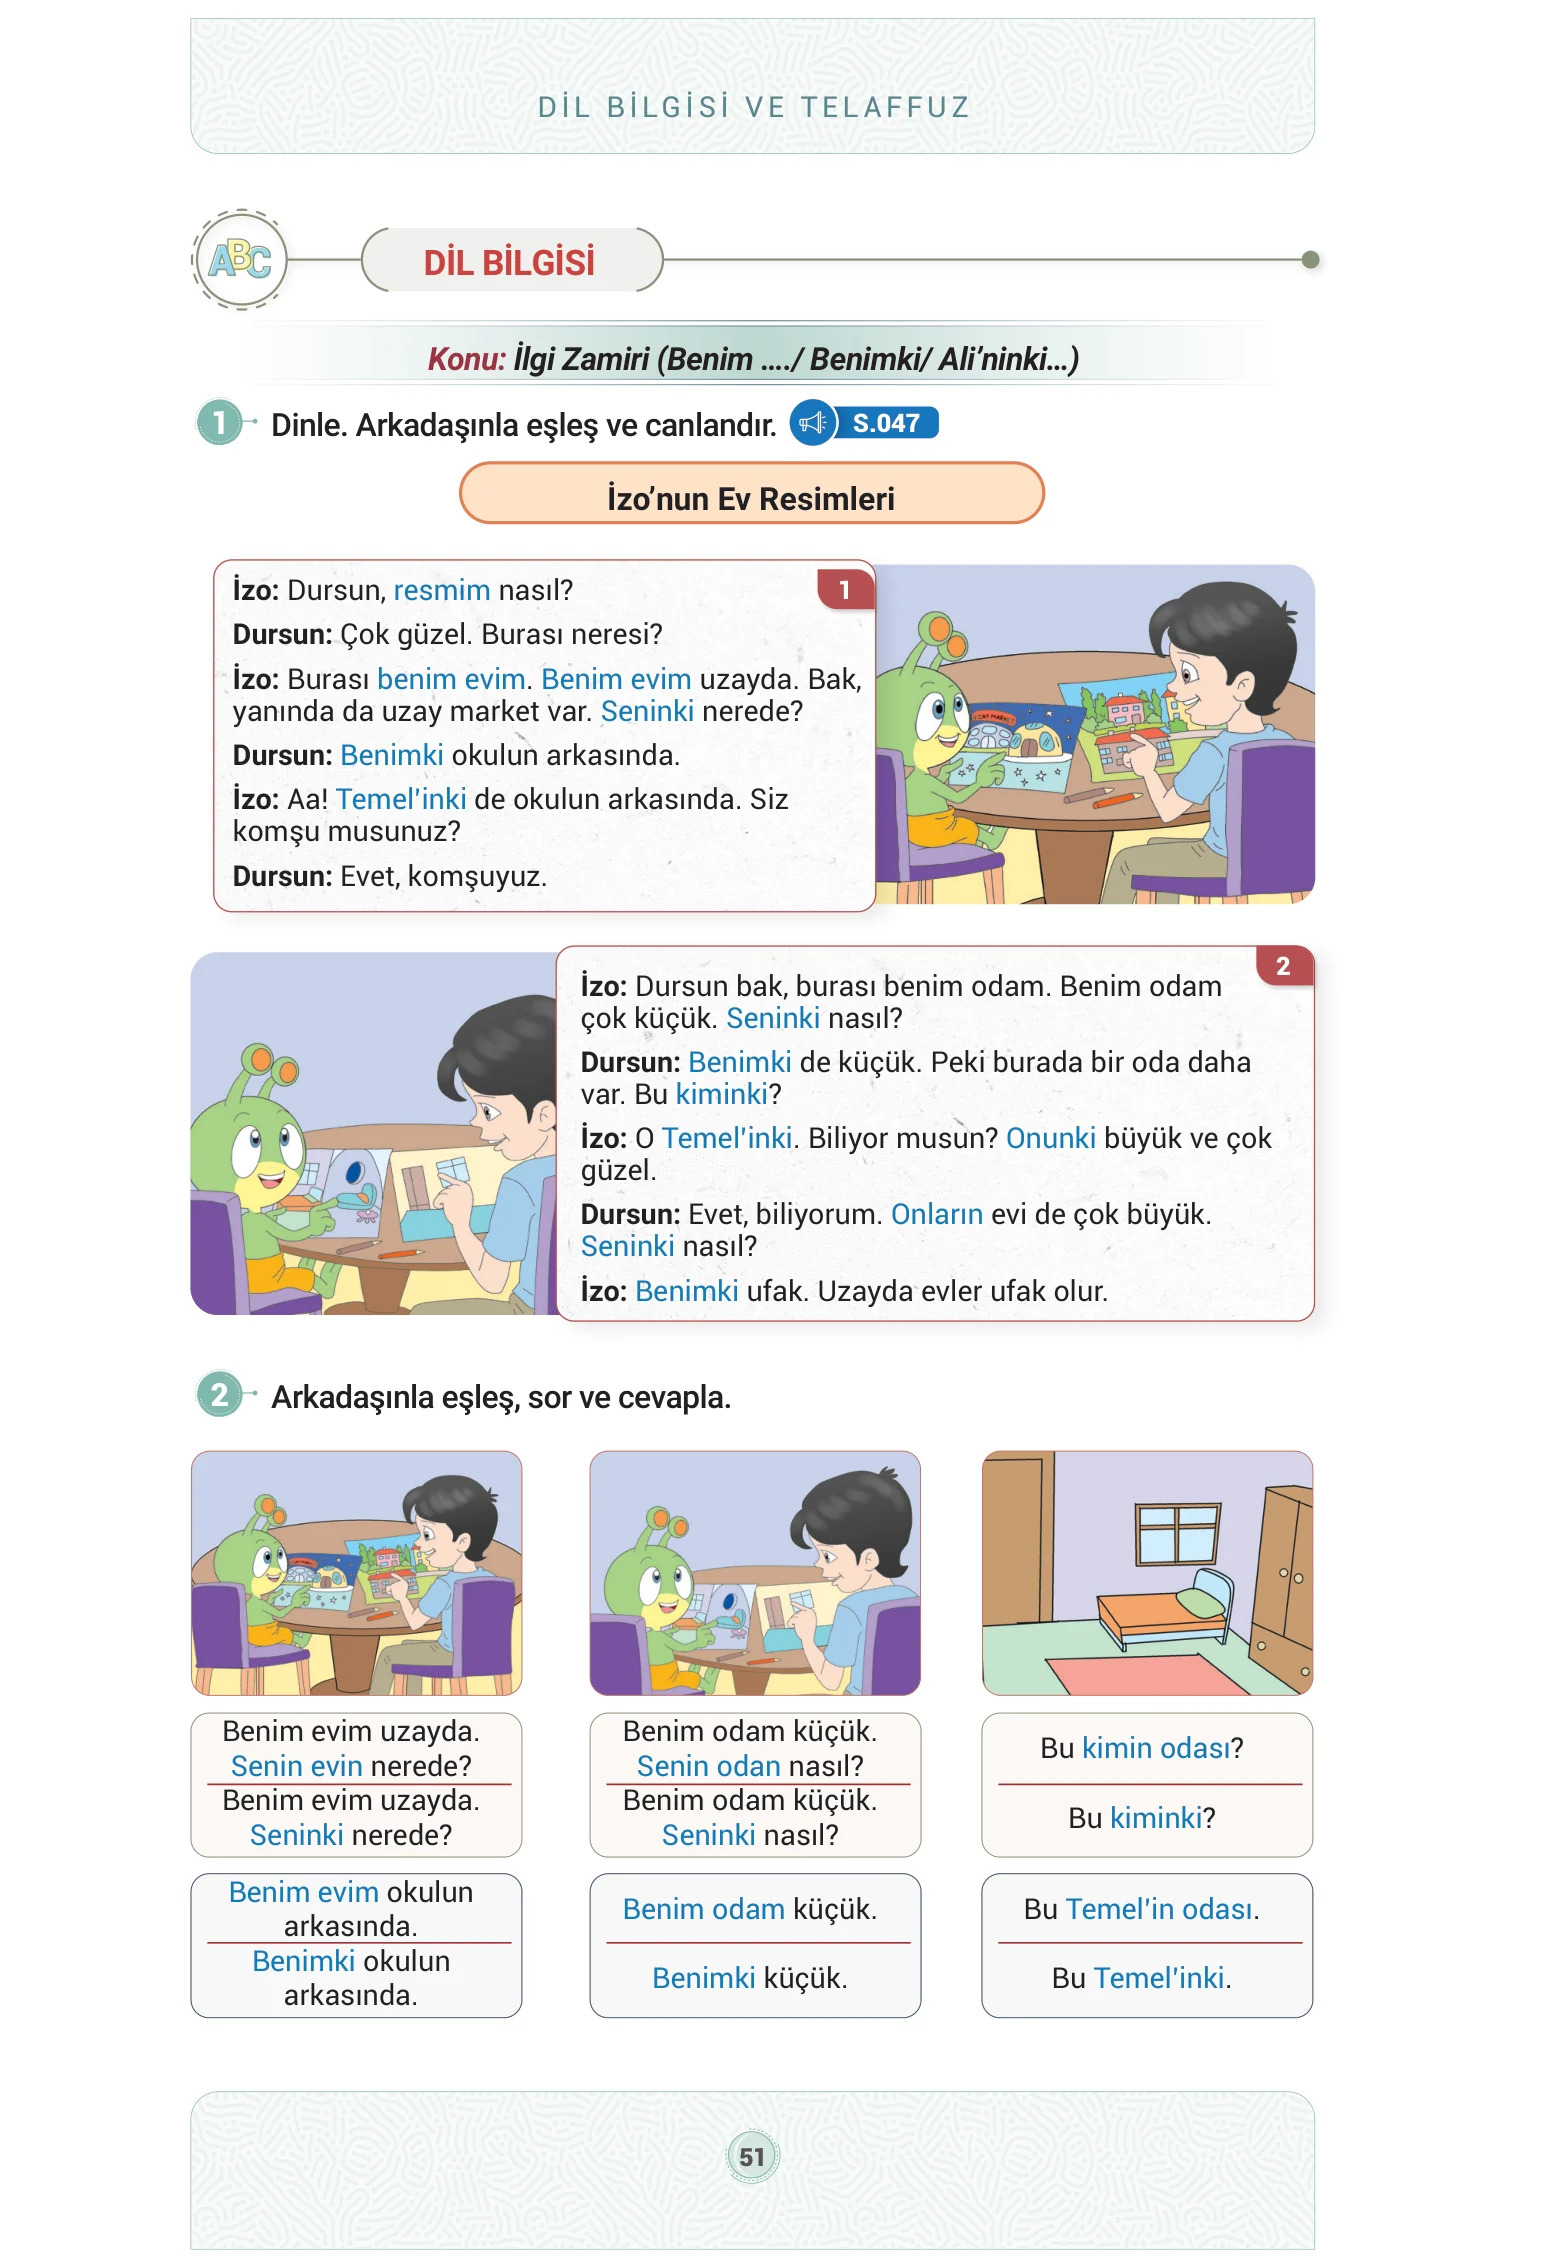 DİL BİLGİSİ VE TELAFFUZ
ABC
DİL BİLGİSİ
Konu: İlgi Zamiri (Benim ..../ Benimki/ Ali’ninki...)
1 Dinle. Arkadaşınla eşleş ve canlandır. S.047
İzo’nun Ev Resimleri
1
İzo: Dursun, resmim nasıl?
Dursun: Çok güzel. Burası neresi?
İzo: Burası benim evim. Benim evim uzayda. Bak,
yanında da uzay market var. Seninki nerede?
Dursun: Benimki okulun arkasında.
İzo: Aa! Temel'inki de okulun arkasında. Siz
komşu musunuz?
Dursun: Evet, komşuyuz.
UZAY MARKET
2
İzo: Dursun bak, burası benim odam. Benim odam
çok küçük. Seninki nasıl?
Dursun: Benimki de küçük. Peki burada bir oda daha
var. Bu kiminki?
İzo: O Temel'inki. Biliyor musun? Onunki büyük ve çok
güzel.
Dursun: Evet, biliyorum. Onların evi de çok büyük.
Seninki nasıl?
İzo: Benimki ufak. Uzayda evler ufak olur.
2 Arkadaşınla eşleş, sor ve cevapla.
Benim evim uzayda.
Senin evin nerede?
Benim evim uzayda.
Seninki nerede?
Benim evim okulun
arkasında.
Benimki okulun
arkasında.
Benim odam küçük.
Senin odan nasıl?
Benim odam küçük.
Seninki nasıl?
Benim odam küçük.
Benimki küçük.
Bu kimin odası?
Bu kiminki?
Bu Temel'in odası.
Bu Temel'inki.
51